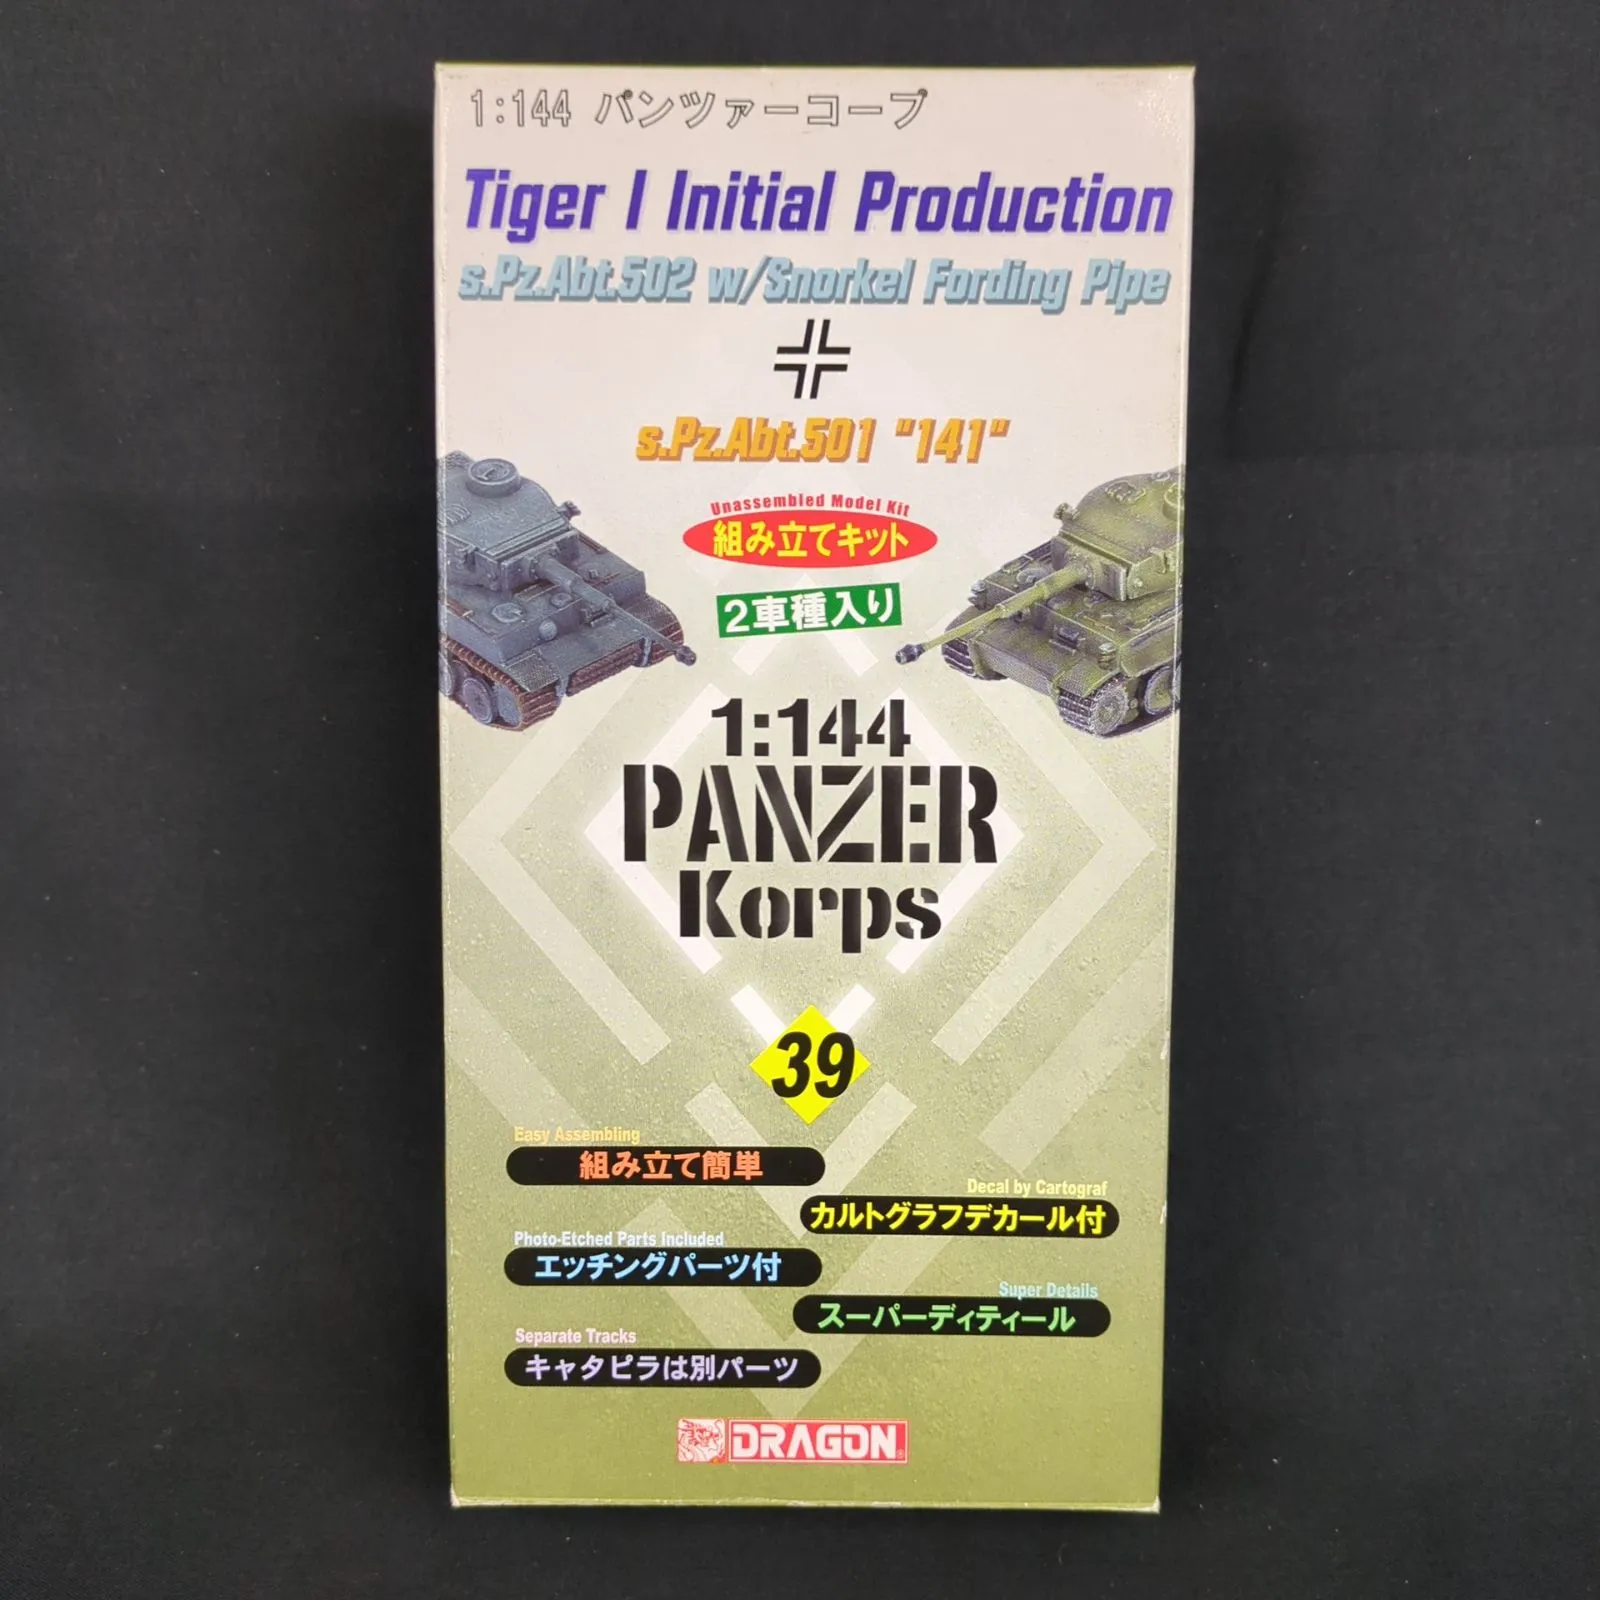 1:144 パンツァーコープ
Tiger I Initial Production
s.Pz.Abt.502 w/Snorkel Fording Pipe
s.Pz.Abt.501 "141"
Unassembled Model Kit
組み立てキット
2車種入り
1:144
PANZER
Korps
39
Easy Assembling
組み立て簡単
Decal by Cartograf
カルトグラフデカール付
Photo-Etched Parts Included
エッチングパーツ付
Super Details
スーパーディティール
Separate Tracks
キャタピラは別パーツ
DRAGON